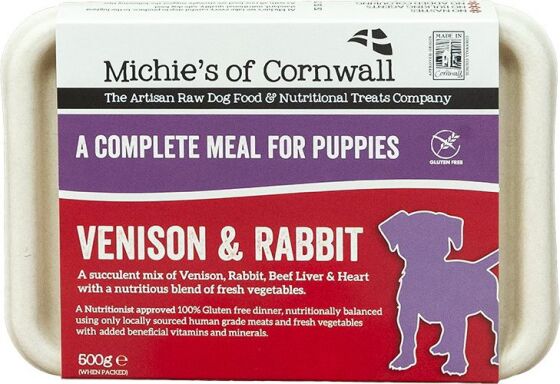 Michie's of Cornwall
The Artisan Raw Dog Food & Nutritional Treats Company
MADE IN
Cornwall
A COMPLETE MEAL FOR PUPPIES
GLUTEN FREE
VENISON & RABBIT
A succulent mix of Venison, Rabbit, Beef Liver & Heart
with a nutritious blend of fresh vegetables.
A Nutritionist approved 100% Gluten free dinner, nutritionally balanced
using only locally sourced human grade meats and fresh vegetables
with added beneficial vitamins and minerals.
500g e
(WHEN PACKED)